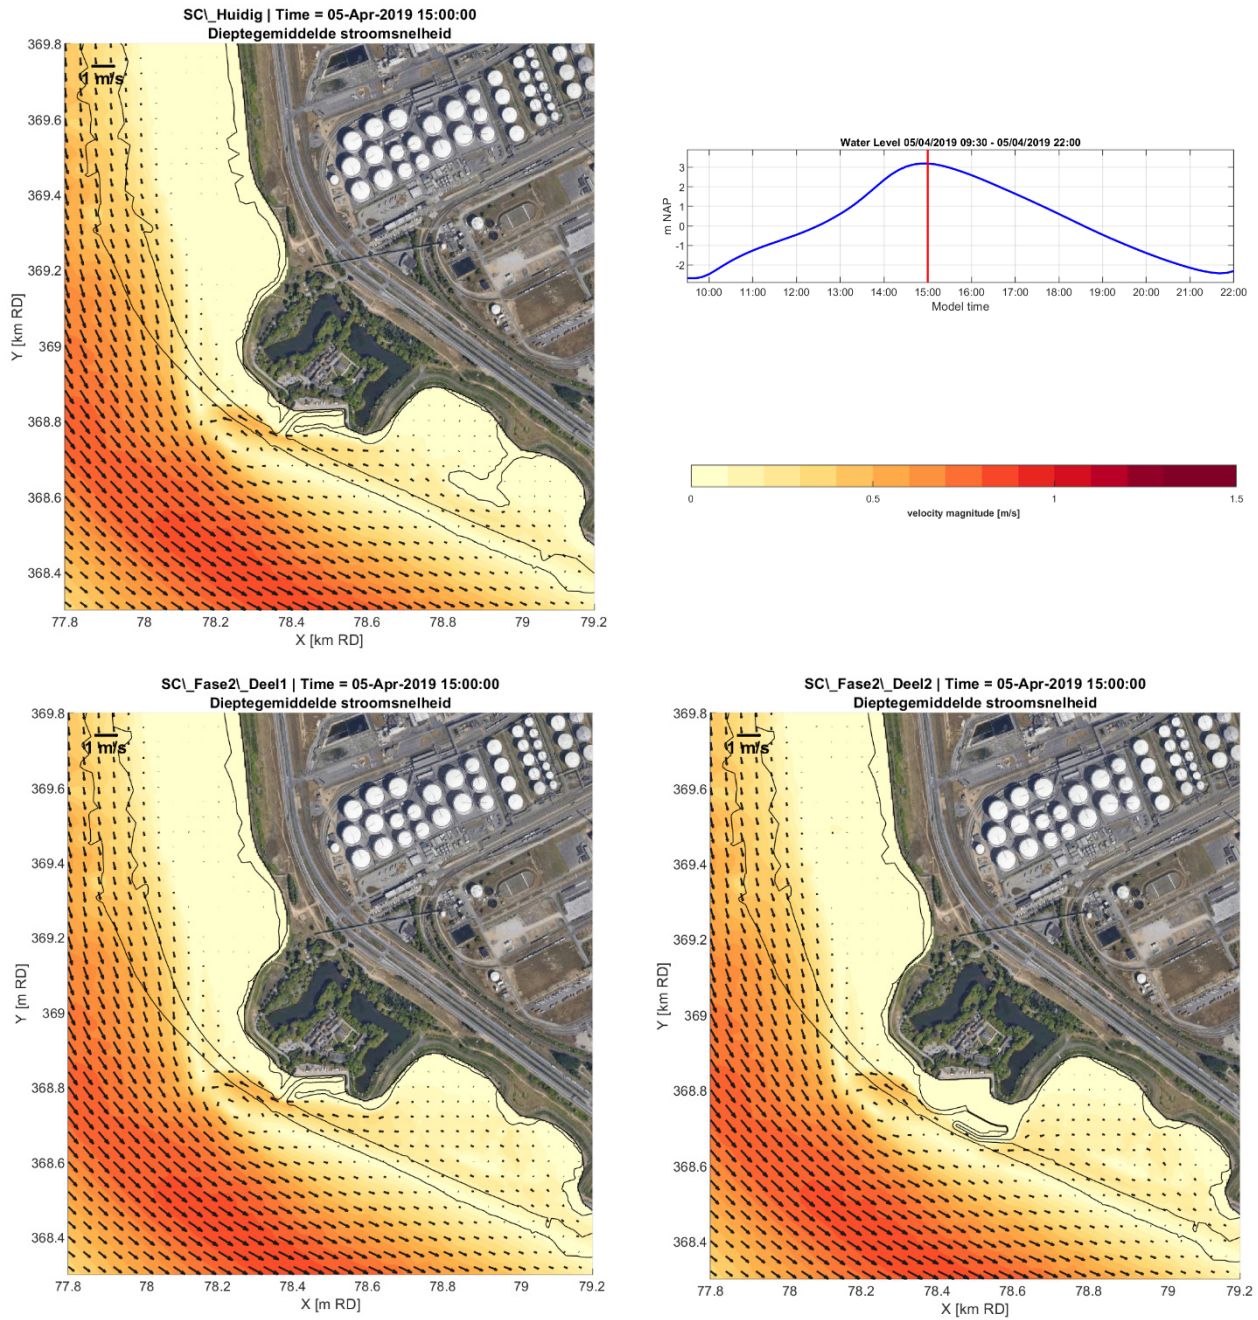 SC\_Huidig | Time = 05-Apr-2019 15:00:00
Dieptegemiddelde stroomsnelheid
1 m/s
369.8
369.6
369.4
369.2
369
368.8
368.6
368.4
Y [km RD]
77.8 78 78.2 78.4 78.6 78.8 79 79.2
X [km RD]
Water Level 05/04/2019 09:30 - 05/04/2019 22:00
3
2
1
0
-1
-2
m NAP
10:00 11:00 12:00 13:00 14:00 15:00 16:00 17:00 18:00 19:00 20:00 21:00 22:00
Model time
0 0.5 1 1.5
velocity magnitude [m/s]
SC\_Fase2\_Deel1 | Time = 05-Apr-2019 15:00:00
Dieptegemiddelde stroomsnelheid
1 m/s
369.8
369.6
369.4
369.2
369
368.8
368.6
368.4
Y [m RD]
77.8 78 78.2 78.4 78.6 78.8 79 79.2
X [m RD]
SC\_Fase2\_Deel2 | Time = 05-Apr-2019 15:00:00
Dieptegemiddelde stroomsnelheid
1 m/s
369.8
369.6
369.4
369.2
369
368.8
368.6
368.4
Y [km RD]
77.8 78 78.2 78.4 78.6 78.8 79 79.2
X [km RD]